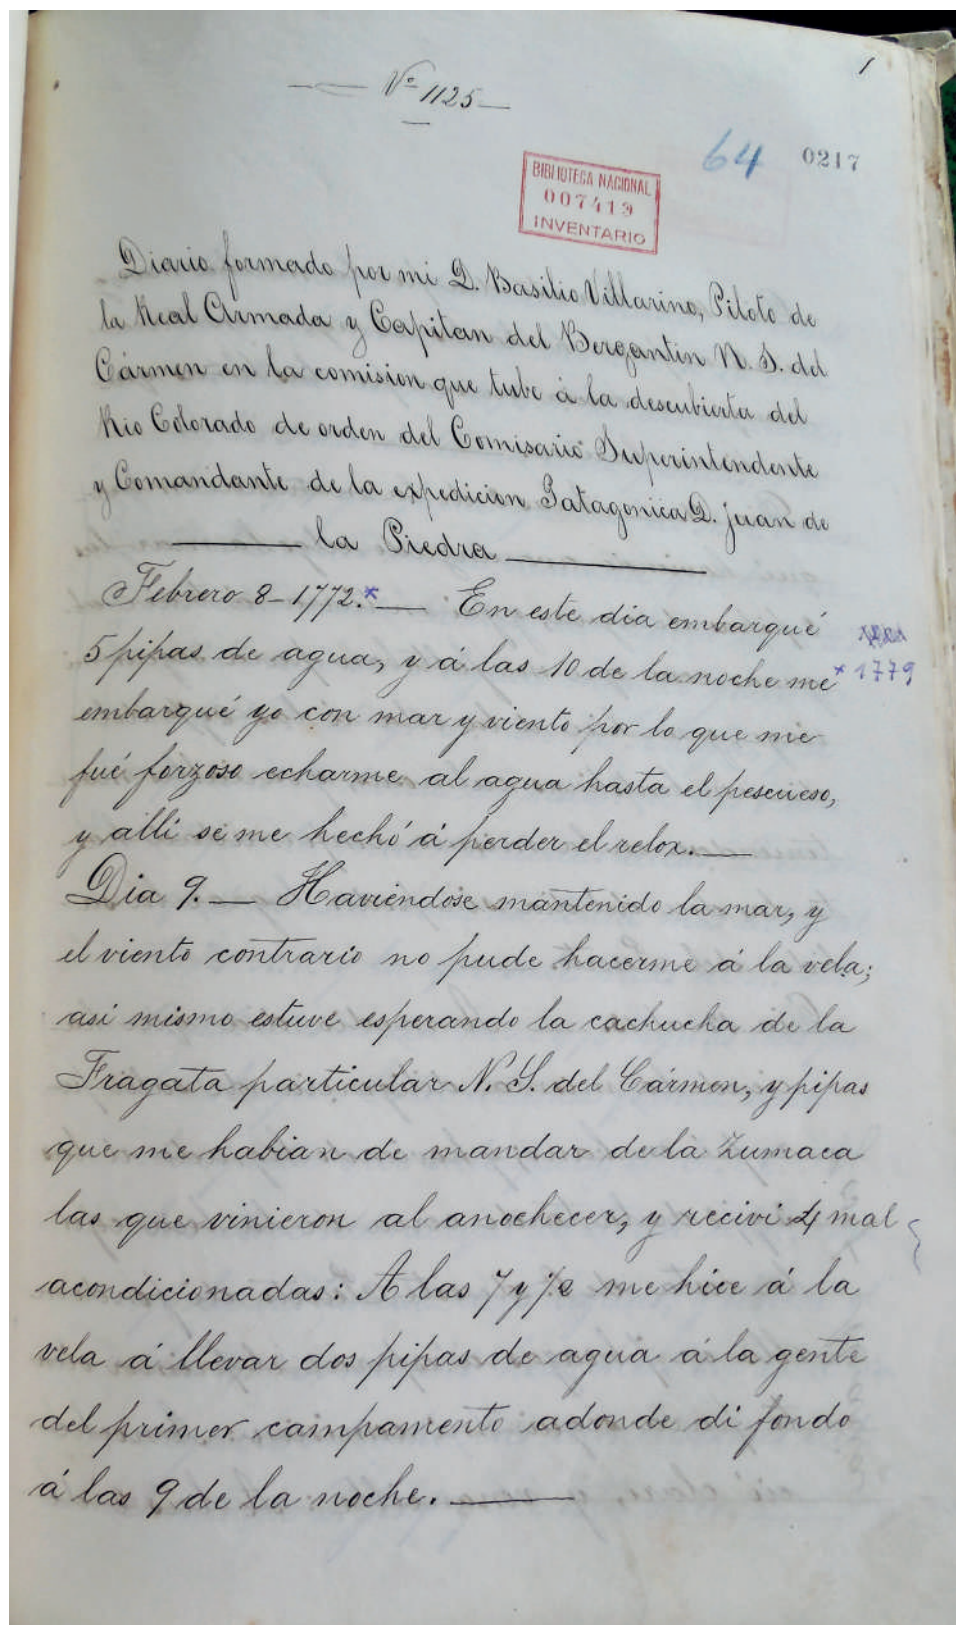 1
Nº 1125
64 0217
BIBLIOTECA NACIONAL
007419
INVENTARIO
Diario formado por mi D. Basilio Villarino, Piloto de
la Real Armada y Capitan del Bergantin N. S. del
Cármen en la comision que tube á la descubierta del
Rio Colorado de orden del Comisario Superintendente
y Comandante de la expedicion Patagonica D. Juan de
la Piedra
Febrero 8-1772.* — En este dia embarqué
5 pipas de agua, y á las 10 de la noche me
* 1779
embarqué yo con mar y viento por lo que me
fué forzoso echarme al agua hasta el pescueso,
y alli se me hechó á perder el relox. —
Dia 9. — Haviéndose mantenido la mar, y
el viento contrario no pude hacerme á la vela;
asi mismo estuve esperando la cachucha de la
Fragata particular N. S. del Cármen, y pipas
que me habian de mandar de la Zumaca
las que vinieron al anochecer, y recivi 4 mal
acondicionadas: A las 7 y 1/2 me hice á la
vela á llevar dos pipas de agua á la gente
del primer campamento adonde di fondo
á las 9 de la noche. —